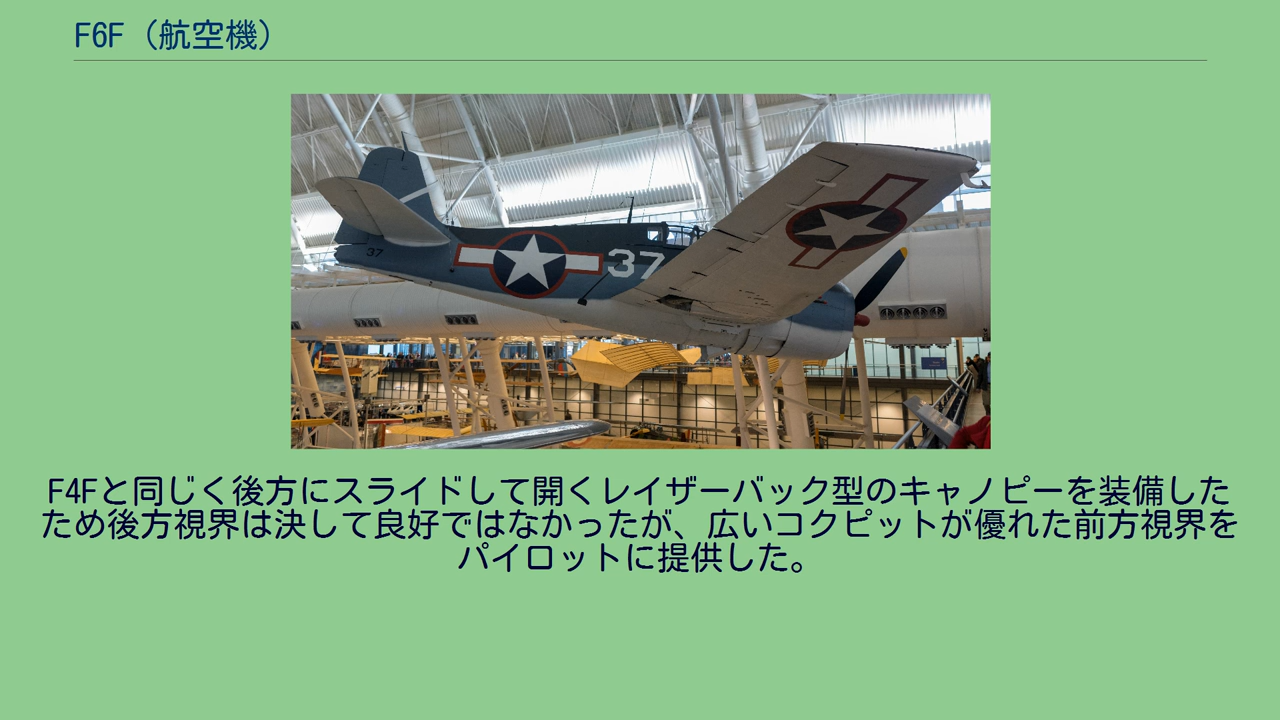 F6F（航空機）
37
37
F4Fと同じく後方にスライドして開くレイザーバック型のキャノピーを装備した
ため後方視界は決して良好ではなかったが、広いコクピットが優れた前方視界を
パイロットに提供した。